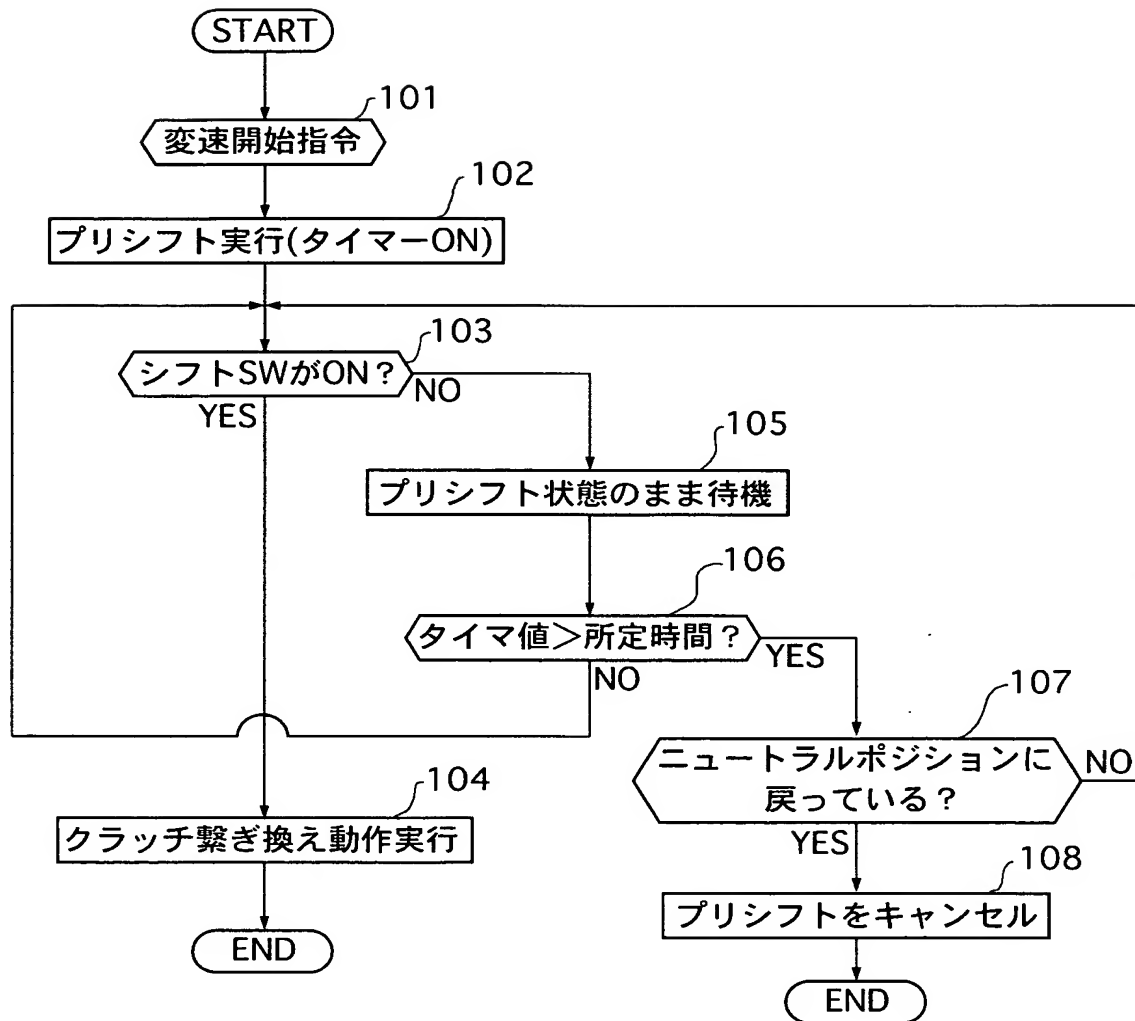 START
101
変速開始指令
102
プリシフト実行(タイマーON)
103
シフトSWがON?
NO
YES
105
プリシフト状態のまま待機
106
タイマ値>所定時間?
YES
NO
107
ニュートラルポジションに
戻っている?
NO
YES
104
クラッチ繋ぎ換え動作実行
108
プリシフトをキャンセル
END
END